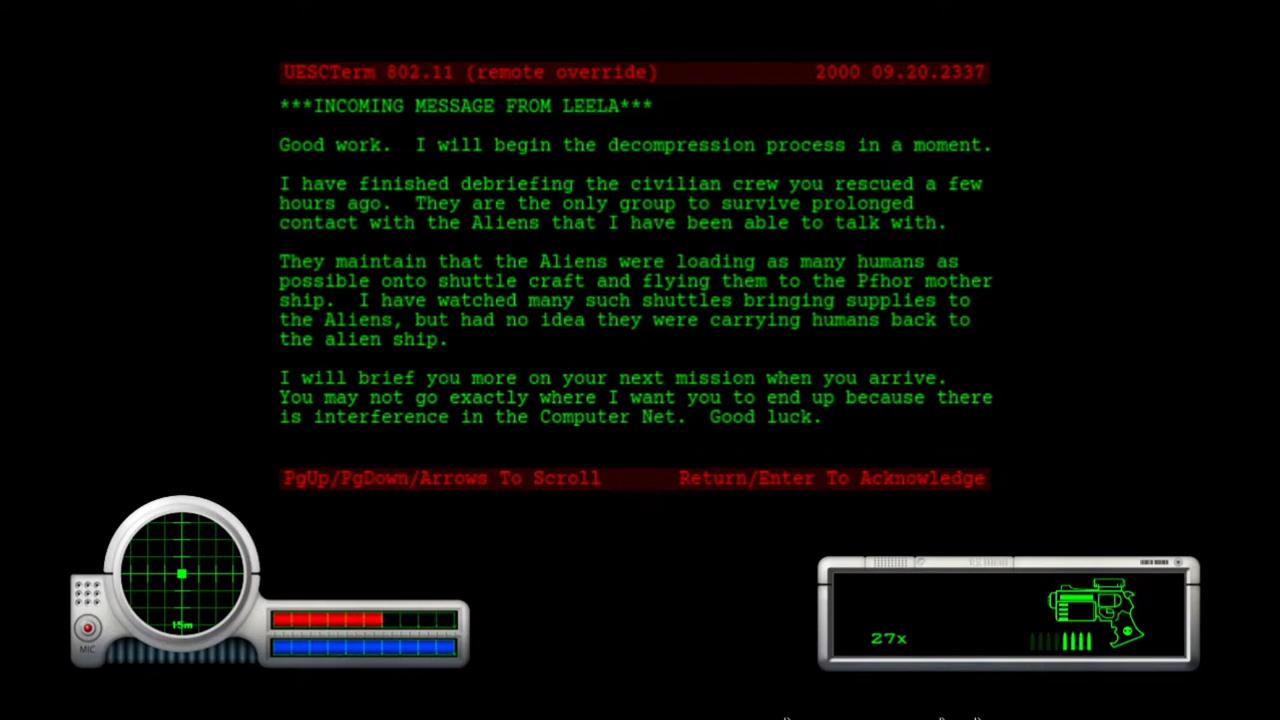 UESCTerm 802.11 (remote override) 2000 09.20.2337
***INCOMING MESSAGE FROM LEELA***
Good work.  I will begin the decompression process in a moment.
I have finished debriefing the civilian crew you rescued a few
hours ago.  They are the only group to survive prolonged
contact with the Aliens that I have been able to talk with.
They maintain that the Aliens were loading as many humans as
possible onto shuttle craft and flying them to the Pfhor mother
ship.  I have watched many such shuttles bringing supplies to
the Aliens, but had no idea they were carrying humans back to
the alien ship.
I will brief you more on your next mission when you arrive.
You may not go exactly where I want you to end up because there
is interference in the Computer Net.  Good luck.
PgUp/PgDown/Arrows To Scroll Return/Enter To Acknowledge
15m
MIC
27x